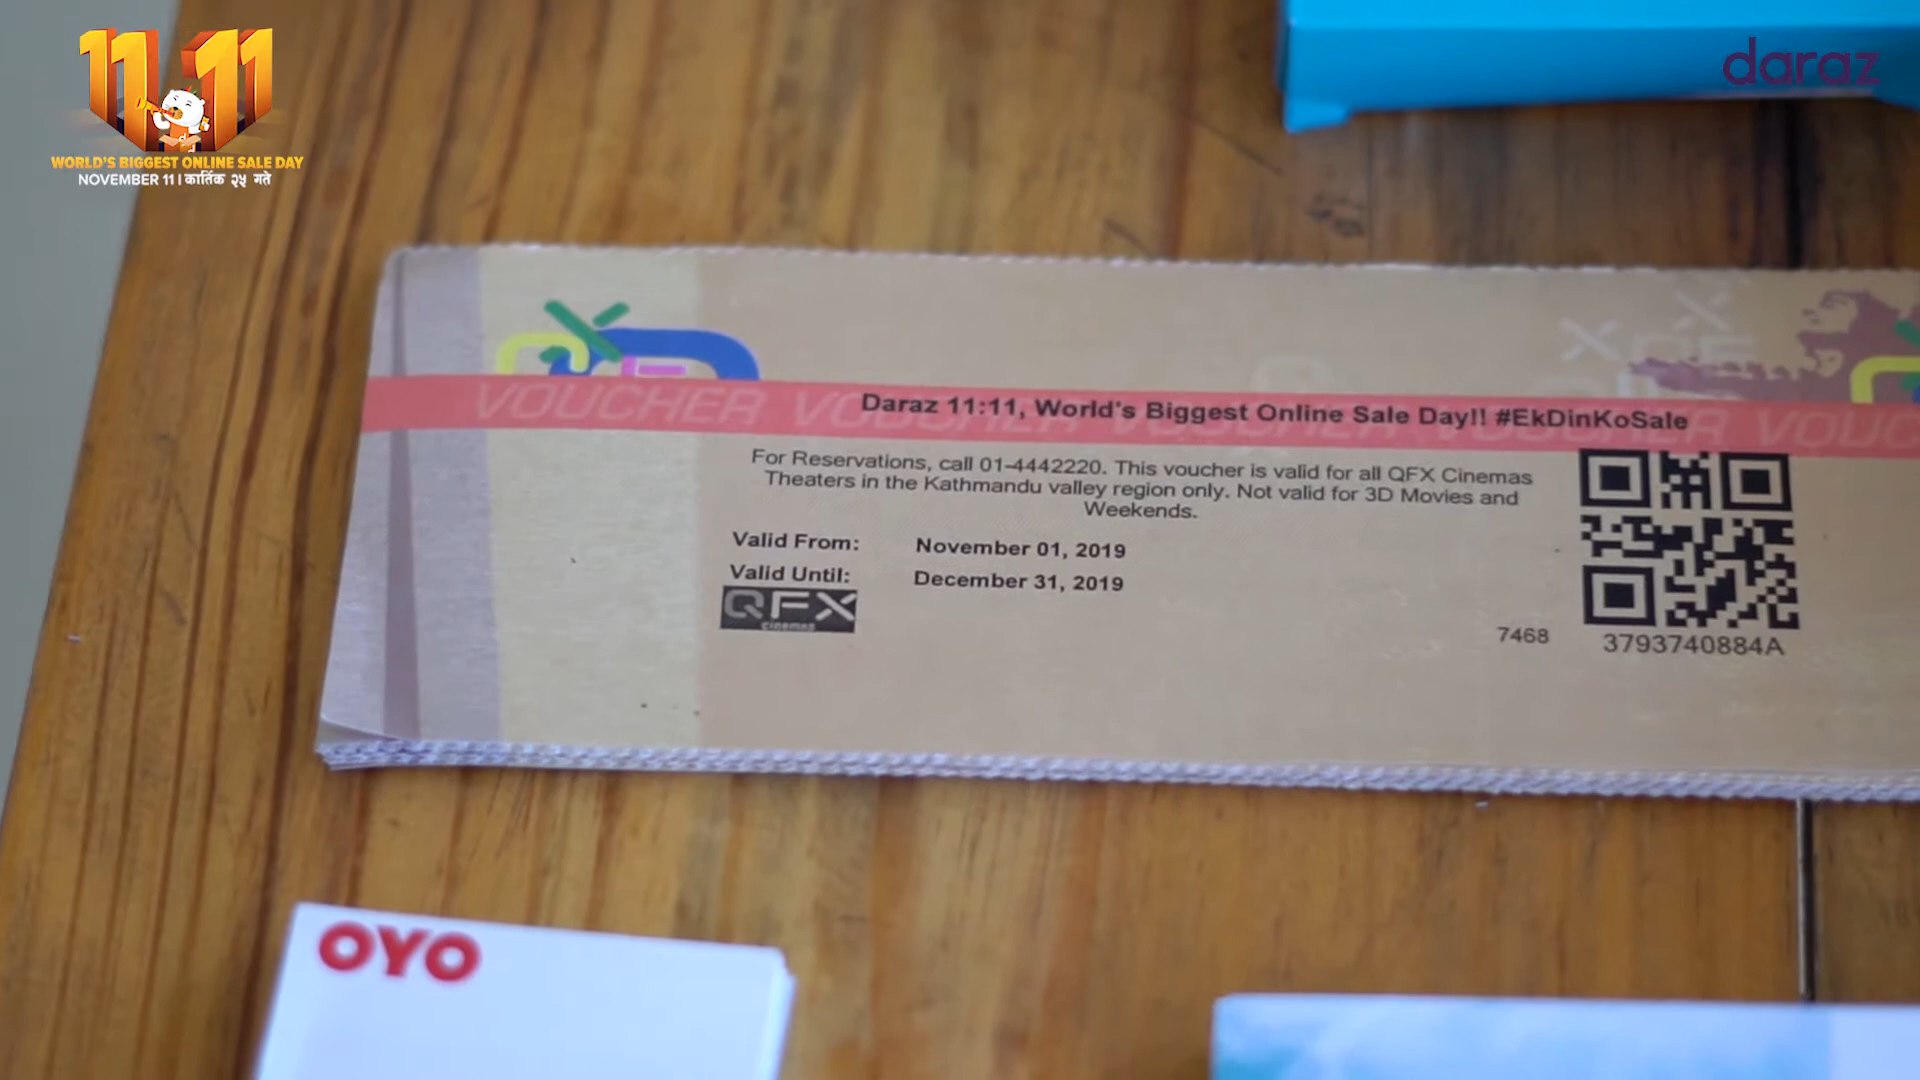 11.11
WORLD'S BIGGEST ONLINE SALE DAY
NOVEMBER 11 | कार्तिक २५ गते
daraz
VOUCHER
Daraz 11:11, World's Biggest Online Sale Day!! #EkDinKoSale
For Reservations, call 01-4442220. This voucher is valid for all QFX Cinemas
Theaters in the Kathmandu valley region only. Not valid for 3D Movies and
Weekends.
Valid From: November 01, 2019
Valid Until: December 31, 2019
QFX
cinemas
7468 3793740884A
OYO